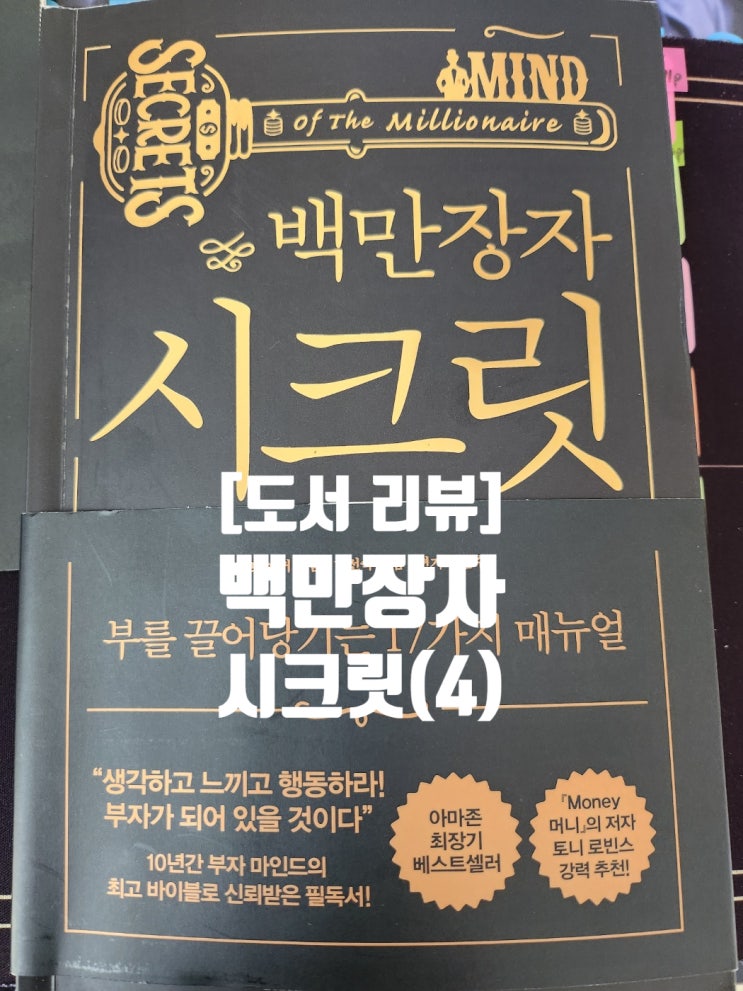 SECRETS
MIND
Of The Millionaire
백만장자
시크릿
[도서 리뷰]
백만장자
시크릿(4)
부를 끌어당기는 17가지 매뉴얼
“생각하고 느끼고 행동하라!
부자가 되어 있을 것이다”
10년간 부자 마인드의
최고 바이블로 신뢰받은 필독서!
아마존
최장기
베스트셀러
『Money
머니』의 저자
토니 로빈스
강력 추천!